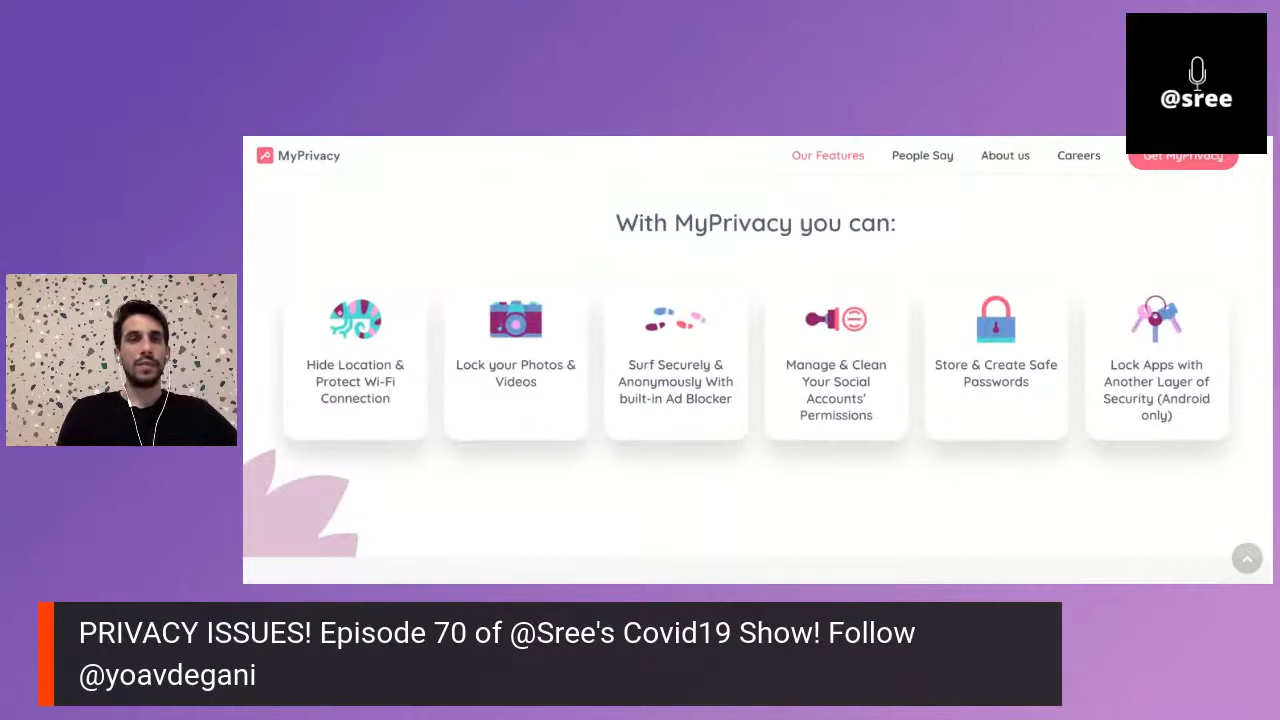 @sree
MyPrivacy
Our Features
People Say
About us
Careers
Get MyPrivacy
With MyPrivacy you can:
Hide Location &
Protect Wi-Fi
Connection
Lock your Photos &
Videos
Surf Securely &
Anonymously With
built-in Ad Blocker
Manage & Clean
Your Social
Accounts'
Permissions
Store & Create Safe
Passwords
Lock Apps with
Another Layer of
Security (Android
only)
PRIVACY ISSUES! Episode 70 of @Sree's Covid19 Show! Follow
@yoavdegani